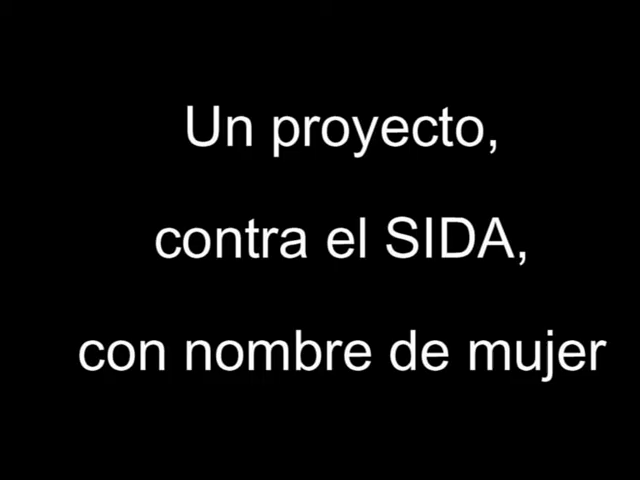 Un proyecto,
contra el SIDA,
con nombre de mujer